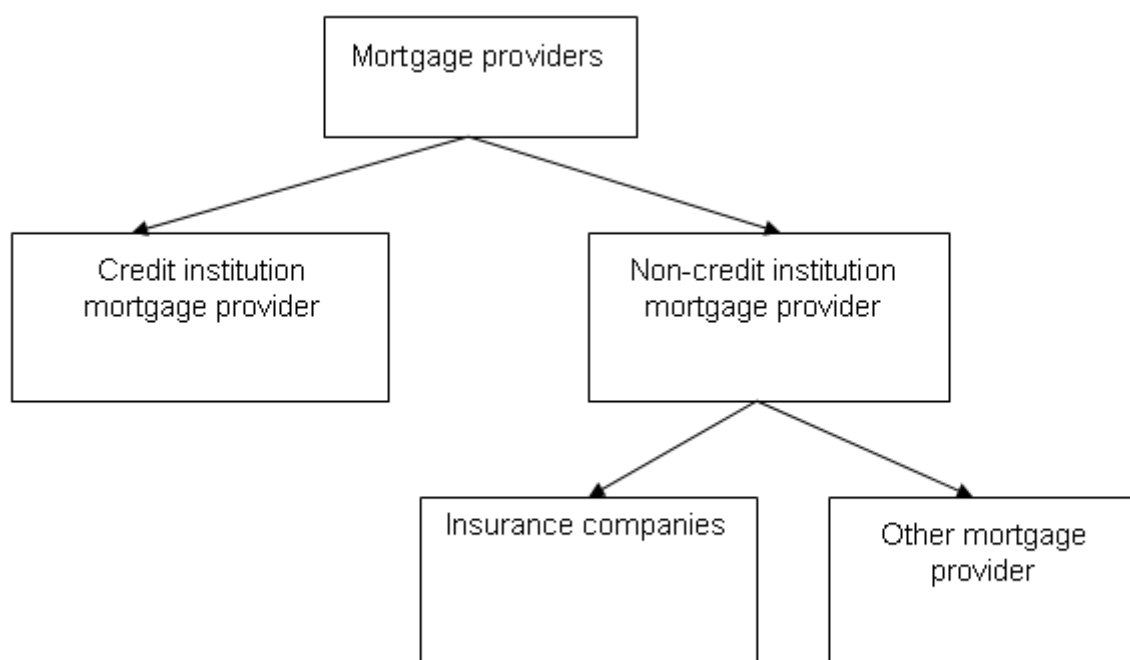 Mortgage providers
Credit institution
mortgage provider
Non-credit institution
mortgage provider
Insurance companies
Other mortgage
provider